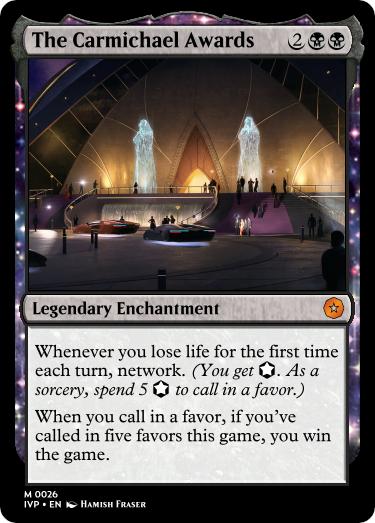 The Carmichael Awards 2
Legendary Enchantment
Whenever you lose life for the first time
each turn, network. (You get . As a
sorcery, spend 5 to call in a favor.)
When you call in a favor, if you've
called in five favors this game, you win
the game.
M 0026
IVP • EN Hamish Fraser